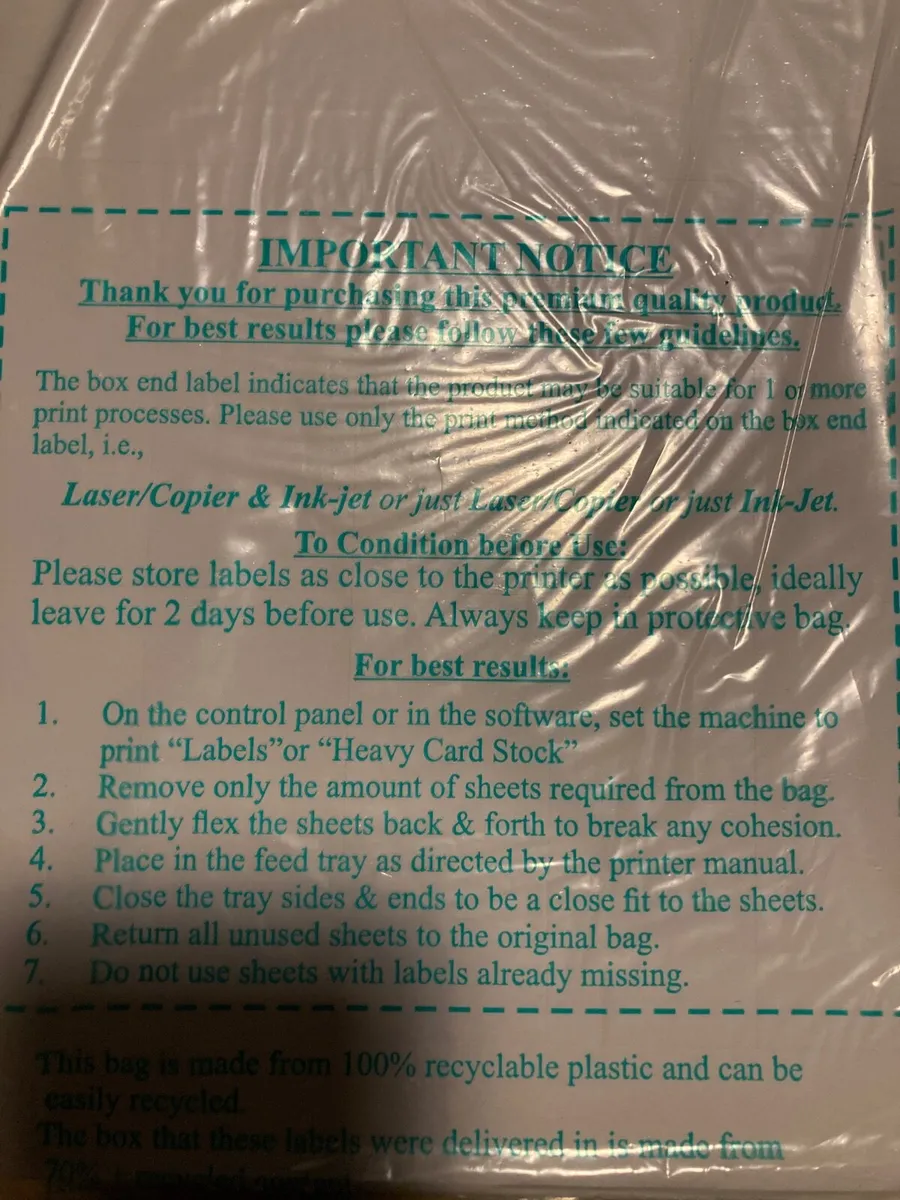 IMPORTANT NOTICE
Thank you for purchasing this premium quality product.
For best results please follow these few guidelines.
The box end label indicates that the product may be suitable for 1 or more
print processes. Please use only the print method indicated on the box end
label, i.e.,
Laser/Copier & Ink-jet or just Laser/Copier or just Ink-Jet.
To Condition before Use:
Please store labels as close to the printer as possible, ideally
leave for 2 days before use. Always keep in protective bag.
For best results:
1. On the control panel or in the software, set the machine to
print “Labels”or “Heavy Card Stock”
2. Remove only the amount of sheets required from the bag.
3. Gently flex the sheets back & forth to break any cohesion.
4. Place in the feed tray as directed by the printer manual.
5. Close the tray sides & ends to be a close fit to the sheets.
6. Return all unused sheets to the original bag.
7. Do not use sheets with labels already missing.
This bag is made from 100% recyclable plastic and can be
easily recycled.
The box that these labels were delivered in is made from
70%